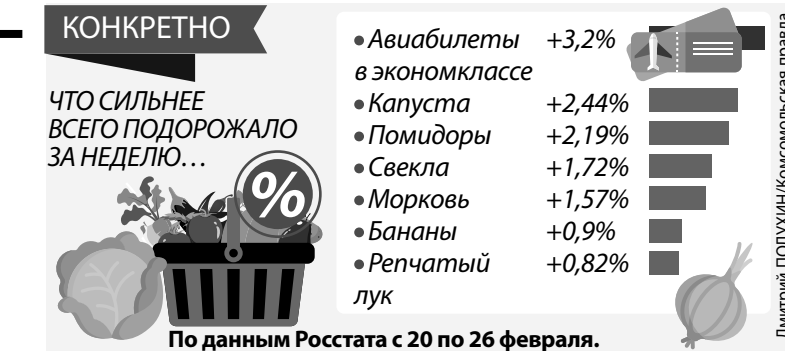 КОНКРЕТНО
ЧТО СИЛЬНЕЕ
ВСЕГО ПОДОРОЖАЛО
ЗА НЕДЕЛЮ…
%
• Авиабилеты +3,2%
в экономклассе
• Капуста +2,44%
• Помидоры +2,19%
• Свекла +1,72%
• Морковь +1,57%
• Бананы +0,9%
• Репчатый +0,82%
лук
По данным Росстата с 20 по 26 февраля.
Дмитрий ПОЛУХИН/Комсомольская правда